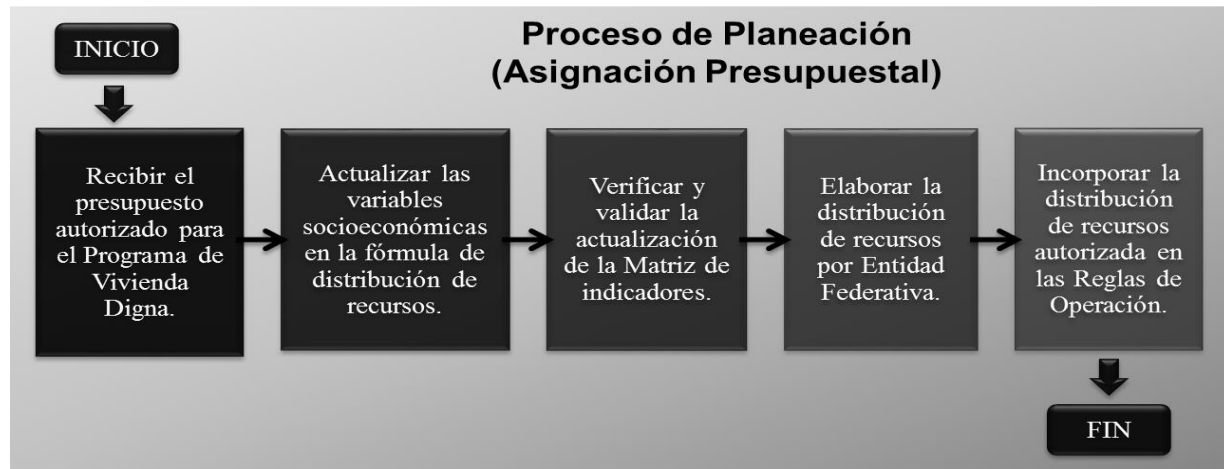 INICIO
Proceso de Planeación
(Asignación Presupuestal)
Recibir el
presupuesto
autorizado para
el Programa de
Vivienda
Digna.
Actualizar las
variables
socioeconómicas
en la fórmula de
distribución de
recursos.
Verificar y
validar la
actualización
de la Matriz de
indicadores.
Elaborar la
distribución
de recursos
por Entidad
Federativa.
Incorporar la
distribución
de recursos
autorizada en
las Reglas de
Operación.
FIN